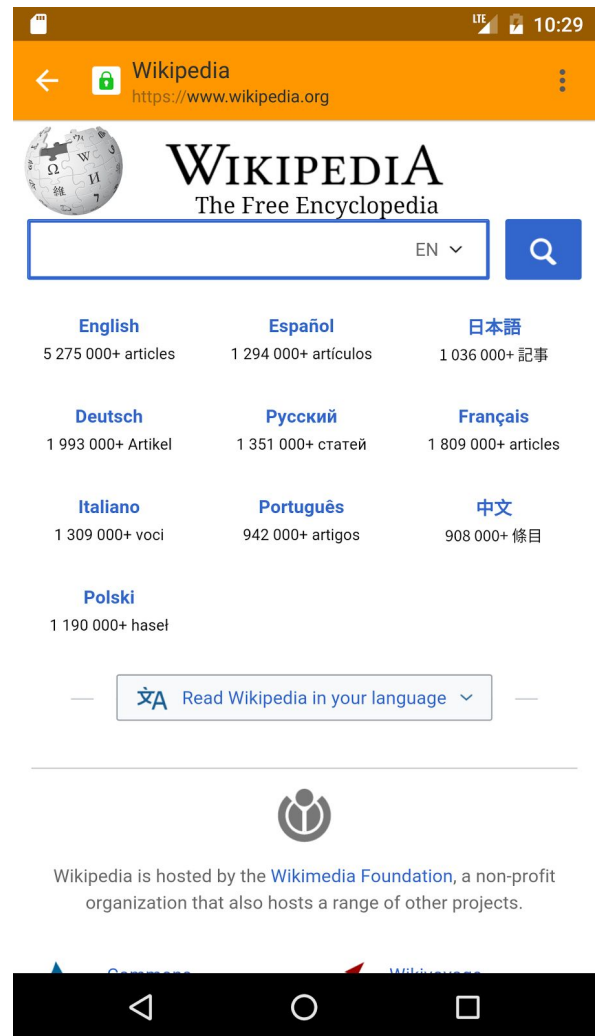 LTE 10:29
Wikipedia
https://www.wikipedia.org
WIKIPEDIA
The Free Encyclopedia
EN
English Español 日本語
5 275 000+ articles 1 294 000+ artículos 1 036 000+ 記事
Deutsch Русский Français
1 993 000+ Artikel 1 351 000+ статей 1 809 000+ articles
Italiano Português 中文
1 309 000+ voci 942 000+ artigos 908 000+ 條目
Polski
1 190 000+ haseł
Read Wikipedia in your language
Wikipedia is hosted by the Wikimedia Foundation, a non-profit
organization that also hosts a range of other projects.
Commons Wikivoyage